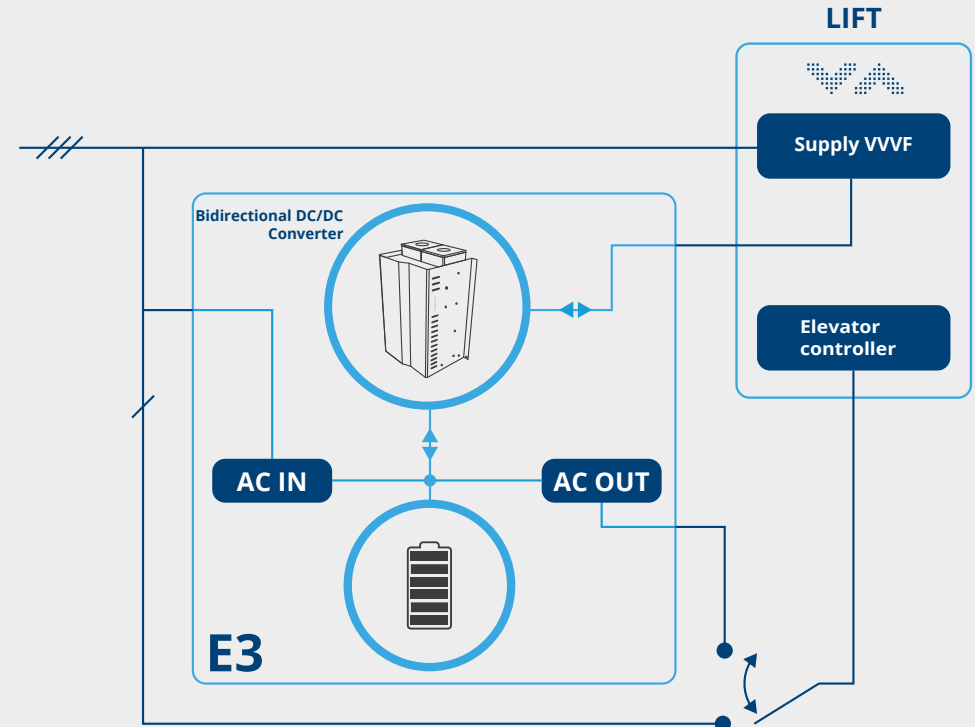 LIFT
Supply VVVF
Bidirectional DC/DC
Converter
Elevator
controller
AC IN
AC OUT
E3